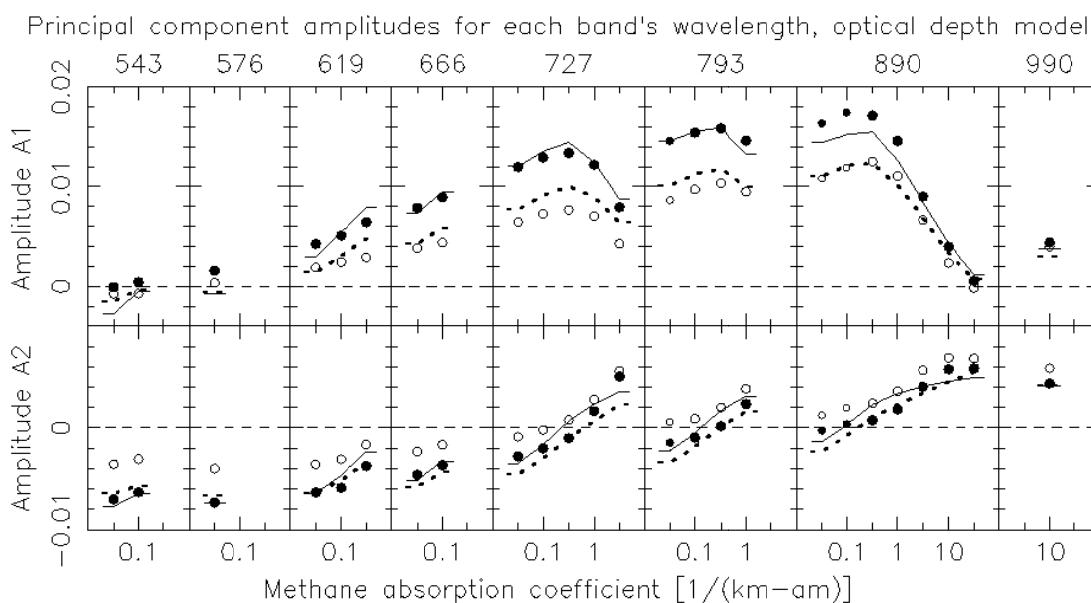 Principal component amplitudes for each band's wavelength, optical depth model
543 576 619 666 727 793 890 990
Amplitude A1
0.02
0.01
0
Amplitude A2
0
−0.01
0.1 0.1 0.1 0.1 0.1 1 0.1 1 0.1 1 10 10
Methane absorption coefficient [1/(km−am)]